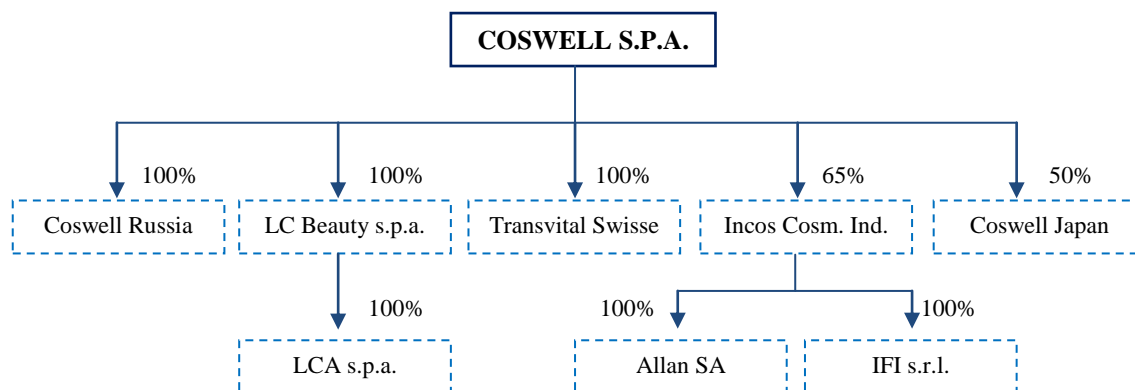 COSWELL S.P.A.
100% 100% 100% 65% 50%
Coswell Russia LC Beauty s.p.a. Transvital Swisse Incos Cosm. Ind. Coswell Japan
100% 100% 100%
LCA s.p.a. Allan SA IFI s.r.l.